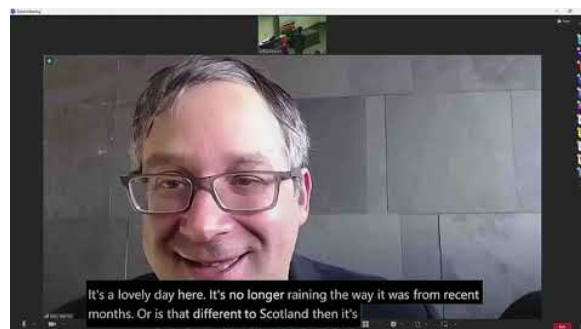 It's a lovely day here. It's no longer raining the way it was from recent
months. Or is that different to Scotland then it's